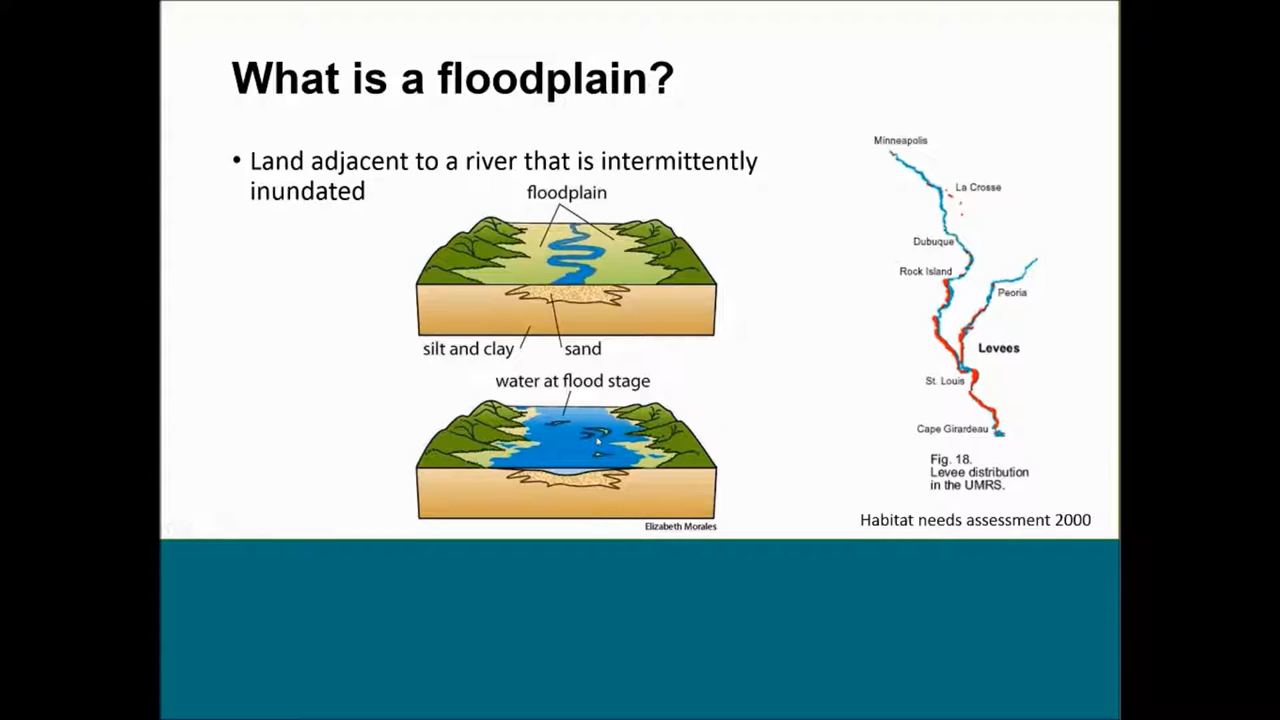 What is a floodplain?
• Land adjacent to a river that is intermittently
inundated
floodplain
silt and clay
sand
water at flood stage
Elizabeth Morales
Minneapolis
La Crosse
Dubuque
Rock Island
Peoria
Levees
St. Louis
Cape Girardeau
Fig. 18.
Levee distribution
in the UMRS.
Habitat needs assessment 2000